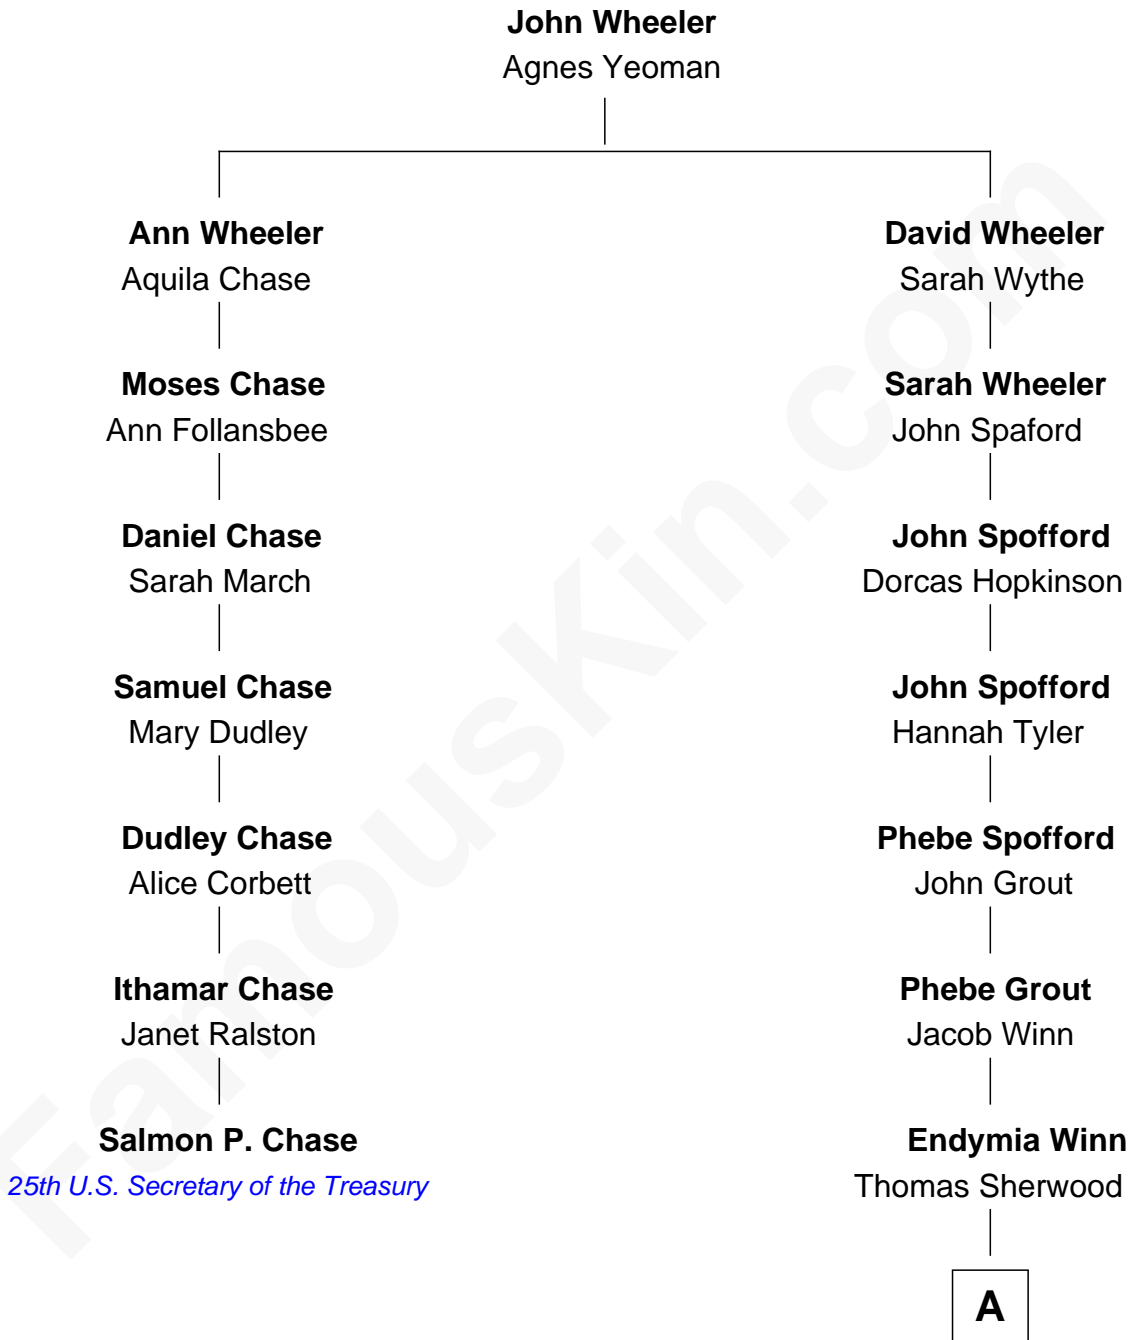 John Wheeler
Agnes Yeoman
Ann Wheeler
Aquila Chase
David Wheeler
Sarah Wythe
Moses Chase
Ann Follansbee
Sarah Wheeler
John Spaford
Daniel Chase
Sarah March
John Spofford
Dorcas Hopkinson
Samuel Chase
Mary Dudley
John Spofford
Hannah Tyler
Dudley Chase
Alice Corbett
Phebe Spofford
John Grout
Ithamar Chase
Janet Ralston
Phebe Grout
Jacob Winn
Salmon P. Chase
25th U.S. Secretary of the Treasury
Endymia Winn
Thomas Sherwood
A
FamousKin.com